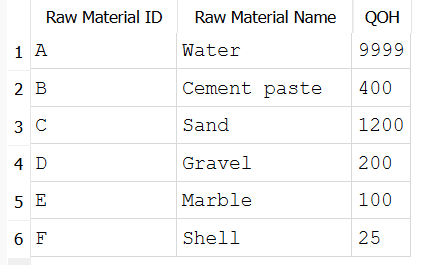 Raw Material ID Raw Material Name QOH
1 A Water 9999
2 B Cement paste 400
3 C Sand 1200
4 D Gravel 200
5 E Marble 100
6 F Shell 25